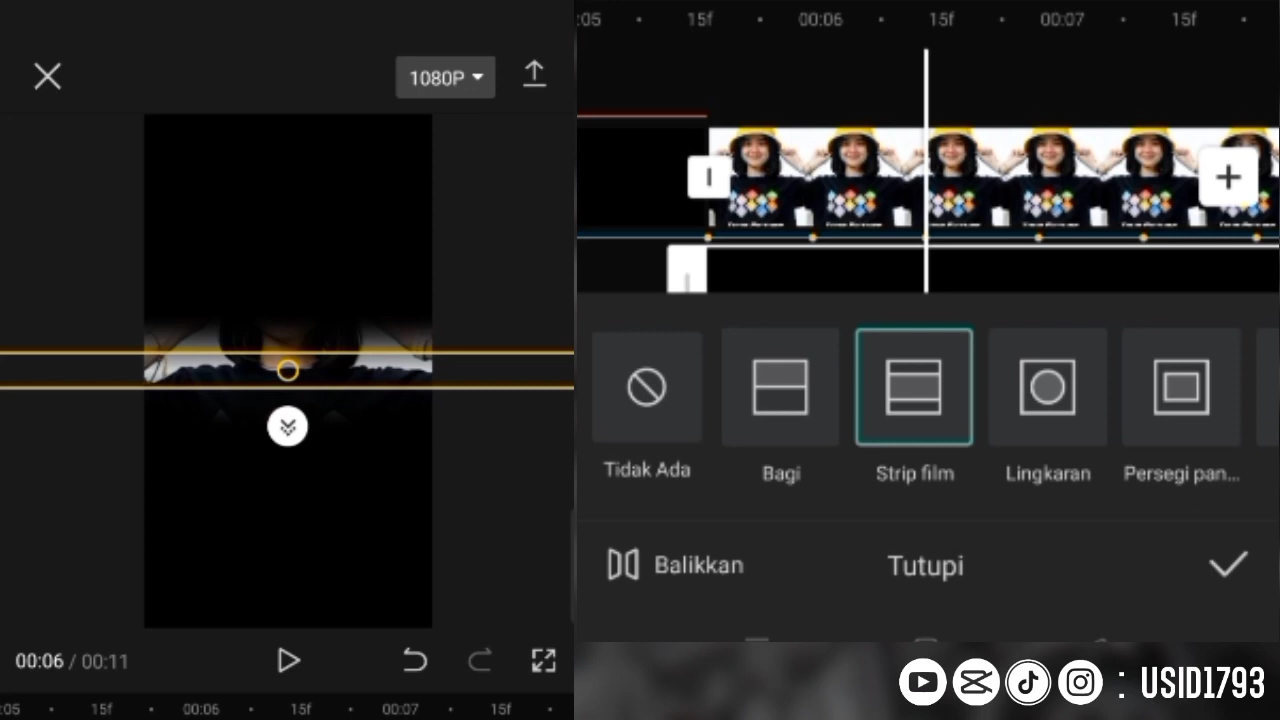 1080P
00:06 / 00:11
:05 15f 00:06 15f 00:07 15f
:05 15f 00:06 15f 00:07 15f
Tidak Ada Bagi Strip film Lingkaran Persegi pan...
Balikkan Tutupi
: USID1793